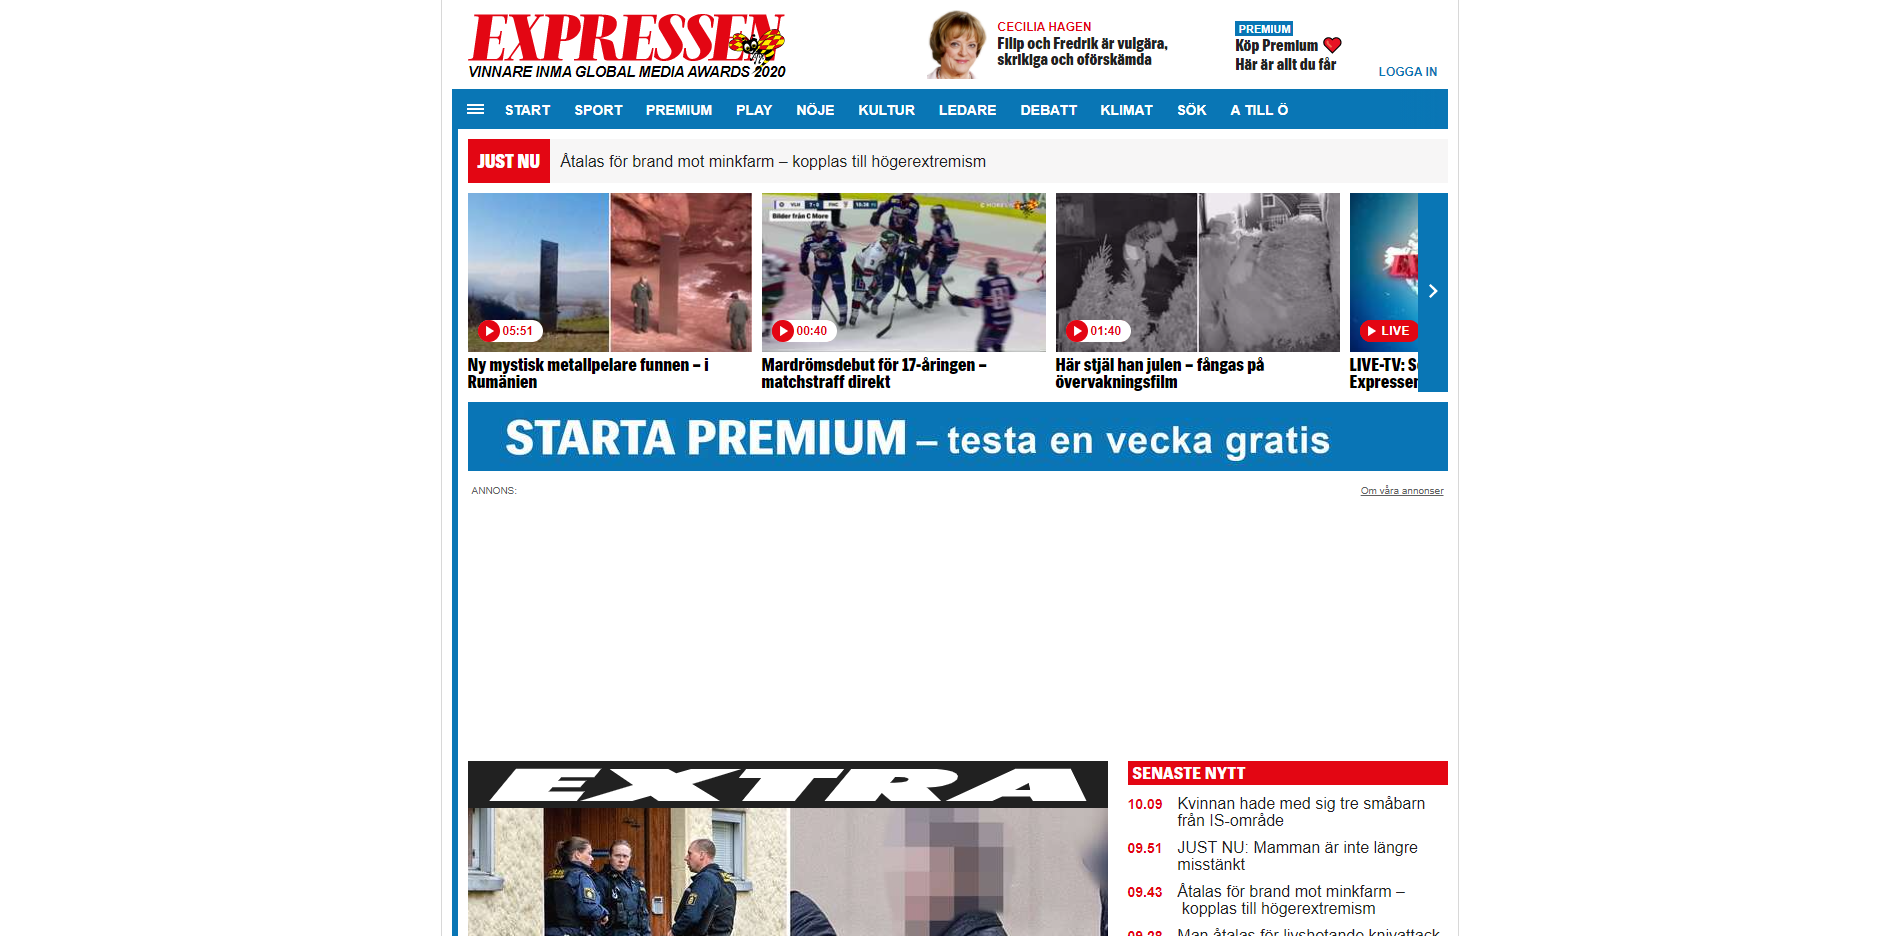 EXPRESSEN
VINNARE INMA GLOBAL MEDIA AWARDS 2020
CECILIA HAGEN
Filip och Fredrik är vulgära,
skrikiga och oförskämda
PREMIUM
Köp Premium
Här är allt du får
LOGGA IN
START SPORT PREMIUM PLAY NÖJE KULTUR LEDARE DEBATT KLIMAT SÖK A TILL Ö
JUST NU
Åtalas för brand mot minkfarm – kopplas till högerextremism
05:51
Ny mystisk metallpelare funnen – i
Rumänien
Bilder från C More
00:40
Mardrömsdebut för 17-åringen –
matchstraff direkt
01:40
Här stjäl han julen – fångas på
övervakningsfilm
LIVE
LIVE-TV: S
Expressen
STARTA PREMIUM – testa en vecka gratis
ANNONS:
Om våra annonser
EXTRA
SENASTE NYTT
10.09 Kvinnan hade med sig tre småbarn
från IS-område
09.51 JUST NU: Mamman är inte längre
misstänkt
09.43 Åtalas för brand mot minkfarm –
kopplas till högerextremism
09.28 Man åtalas för livshotande knivattack